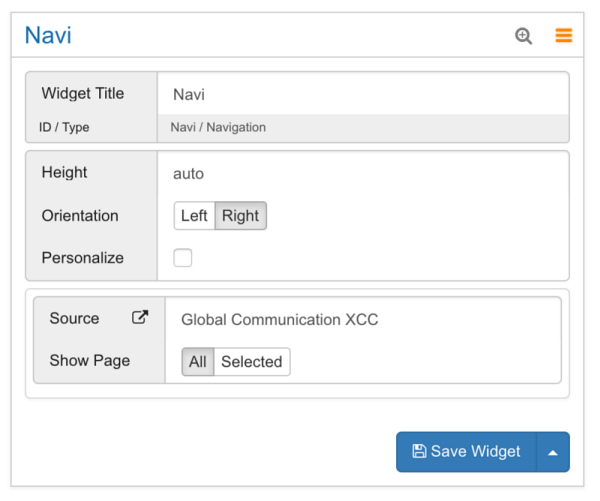 Navi
Widget Title Navi
ID / Type Navi / Navigation
Height auto
Orientation Left Right
Personalize
Source Global Communication XCC
Show Page All Selected
Save Widget